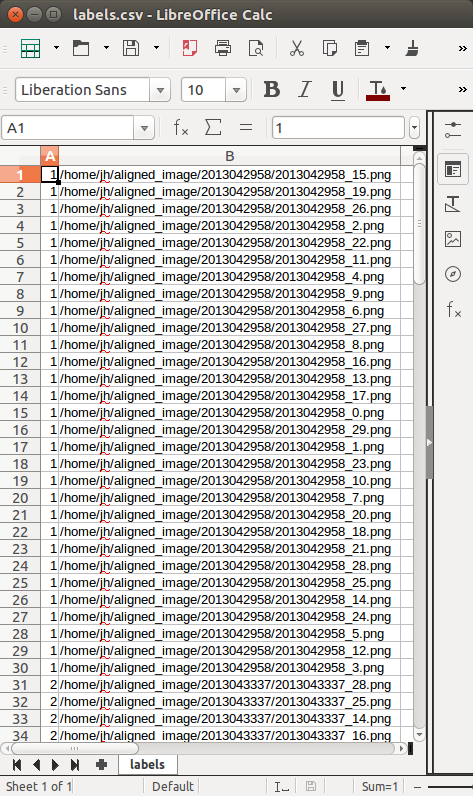 labels.csv - LibreOffice Calc
»
Liberation Sans 10 B I U T »
A1 fx Σ = 1
A B
1 1 /home/jh/aligned_image/2013042958/2013042958_15.png
2 1 /home/jh/aligned_image/2013042958/2013042958_19.png
3 1 /home/jh/aligned_image/2013042958/2013042958_26.png
4 1 /home/jh/aligned_image/2013042958/2013042958_2.png
5 1 /home/jh/aligned_image/2013042958/2013042958_22.png
6 1 /home/jh/aligned_image/2013042958/2013042958_11.png
7 1 /home/jh/aligned_image/2013042958/2013042958_4.png
8 1 /home/jh/aligned_image/2013042958/2013042958_9.png
9 1 /home/jh/aligned_image/2013042958/2013042958_6.png
10 1 /home/jh/aligned_image/2013042958/2013042958_27.png
11 1 /home/jh/aligned_image/2013042958/2013042958_8.png
12 1 /home/jh/aligned_image/2013042958/2013042958_16.png
13 1 /home/jh/aligned_image/2013042958/2013042958_13.png
14 1 /home/jh/aligned_image/2013042958/2013042958_17.png
15 1 /home/jh/aligned_image/2013042958/2013042958_0.png
16 1 /home/jh/aligned_image/2013042958/2013042958_29.png
17 1 /home/jh/aligned_image/2013042958/2013042958_1.png
18 1 /home/jh/aligned_image/2013042958/2013042958_23.png
19 1 /home/jh/aligned_image/2013042958/2013042958_10.png
20 1 /home/jh/aligned_image/2013042958/2013042958_7.png
21 1 /home/jh/aligned_image/2013042958/2013042958_20.png
22 1 /home/jh/aligned_image/2013042958/2013042958_18.png
23 1 /home/jh/aligned_image/2013042958/2013042958_21.png
24 1 /home/jh/aligned_image/2013042958/2013042958_28.png
25 1 /home/jh/aligned_image/2013042958/2013042958_25.png
26 1 /home/jh/aligned_image/2013042958/2013042958_14.png
27 1 /home/jh/aligned_image/2013042958/2013042958_24.png
28 1 /home/jh/aligned_image/2013042958/2013042958_5.png
29 1 /home/jh/aligned_image/2013042958/2013042958_12.png
30 1 /home/jh/aligned_image/2013042958/2013042958_3.png
31 2 /home/jh/aligned_image/2013043337/2013043337_28.png
32 2 /home/jh/aligned_image/2013043337/2013043337_25.png
33 2 /home/jh/aligned_image/2013043337/2013043337_14.png
34 2 /home/jh/aligned_image/2013043337/2013043337_16.png
labels
Sheet 1 of 1 Default Sum=1